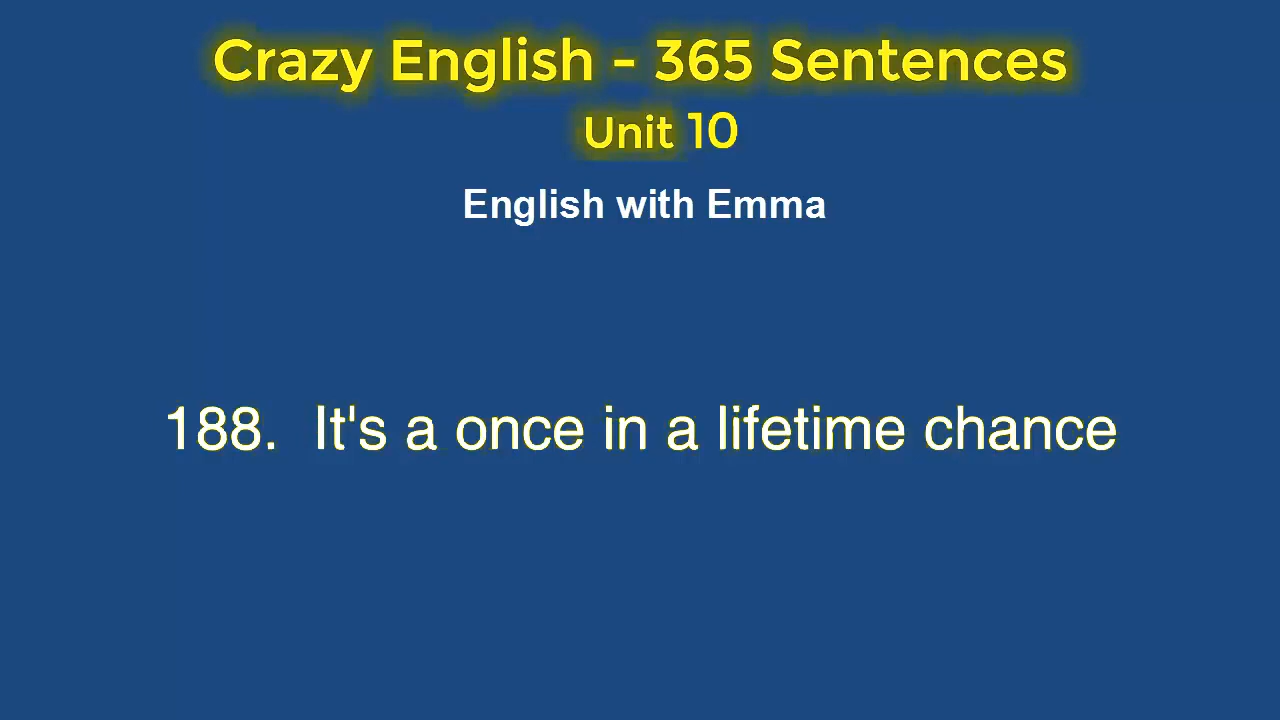 Crazy English - 365 Sentences
Unit 10
English with Emma
188. It's a once in a lifetime chance